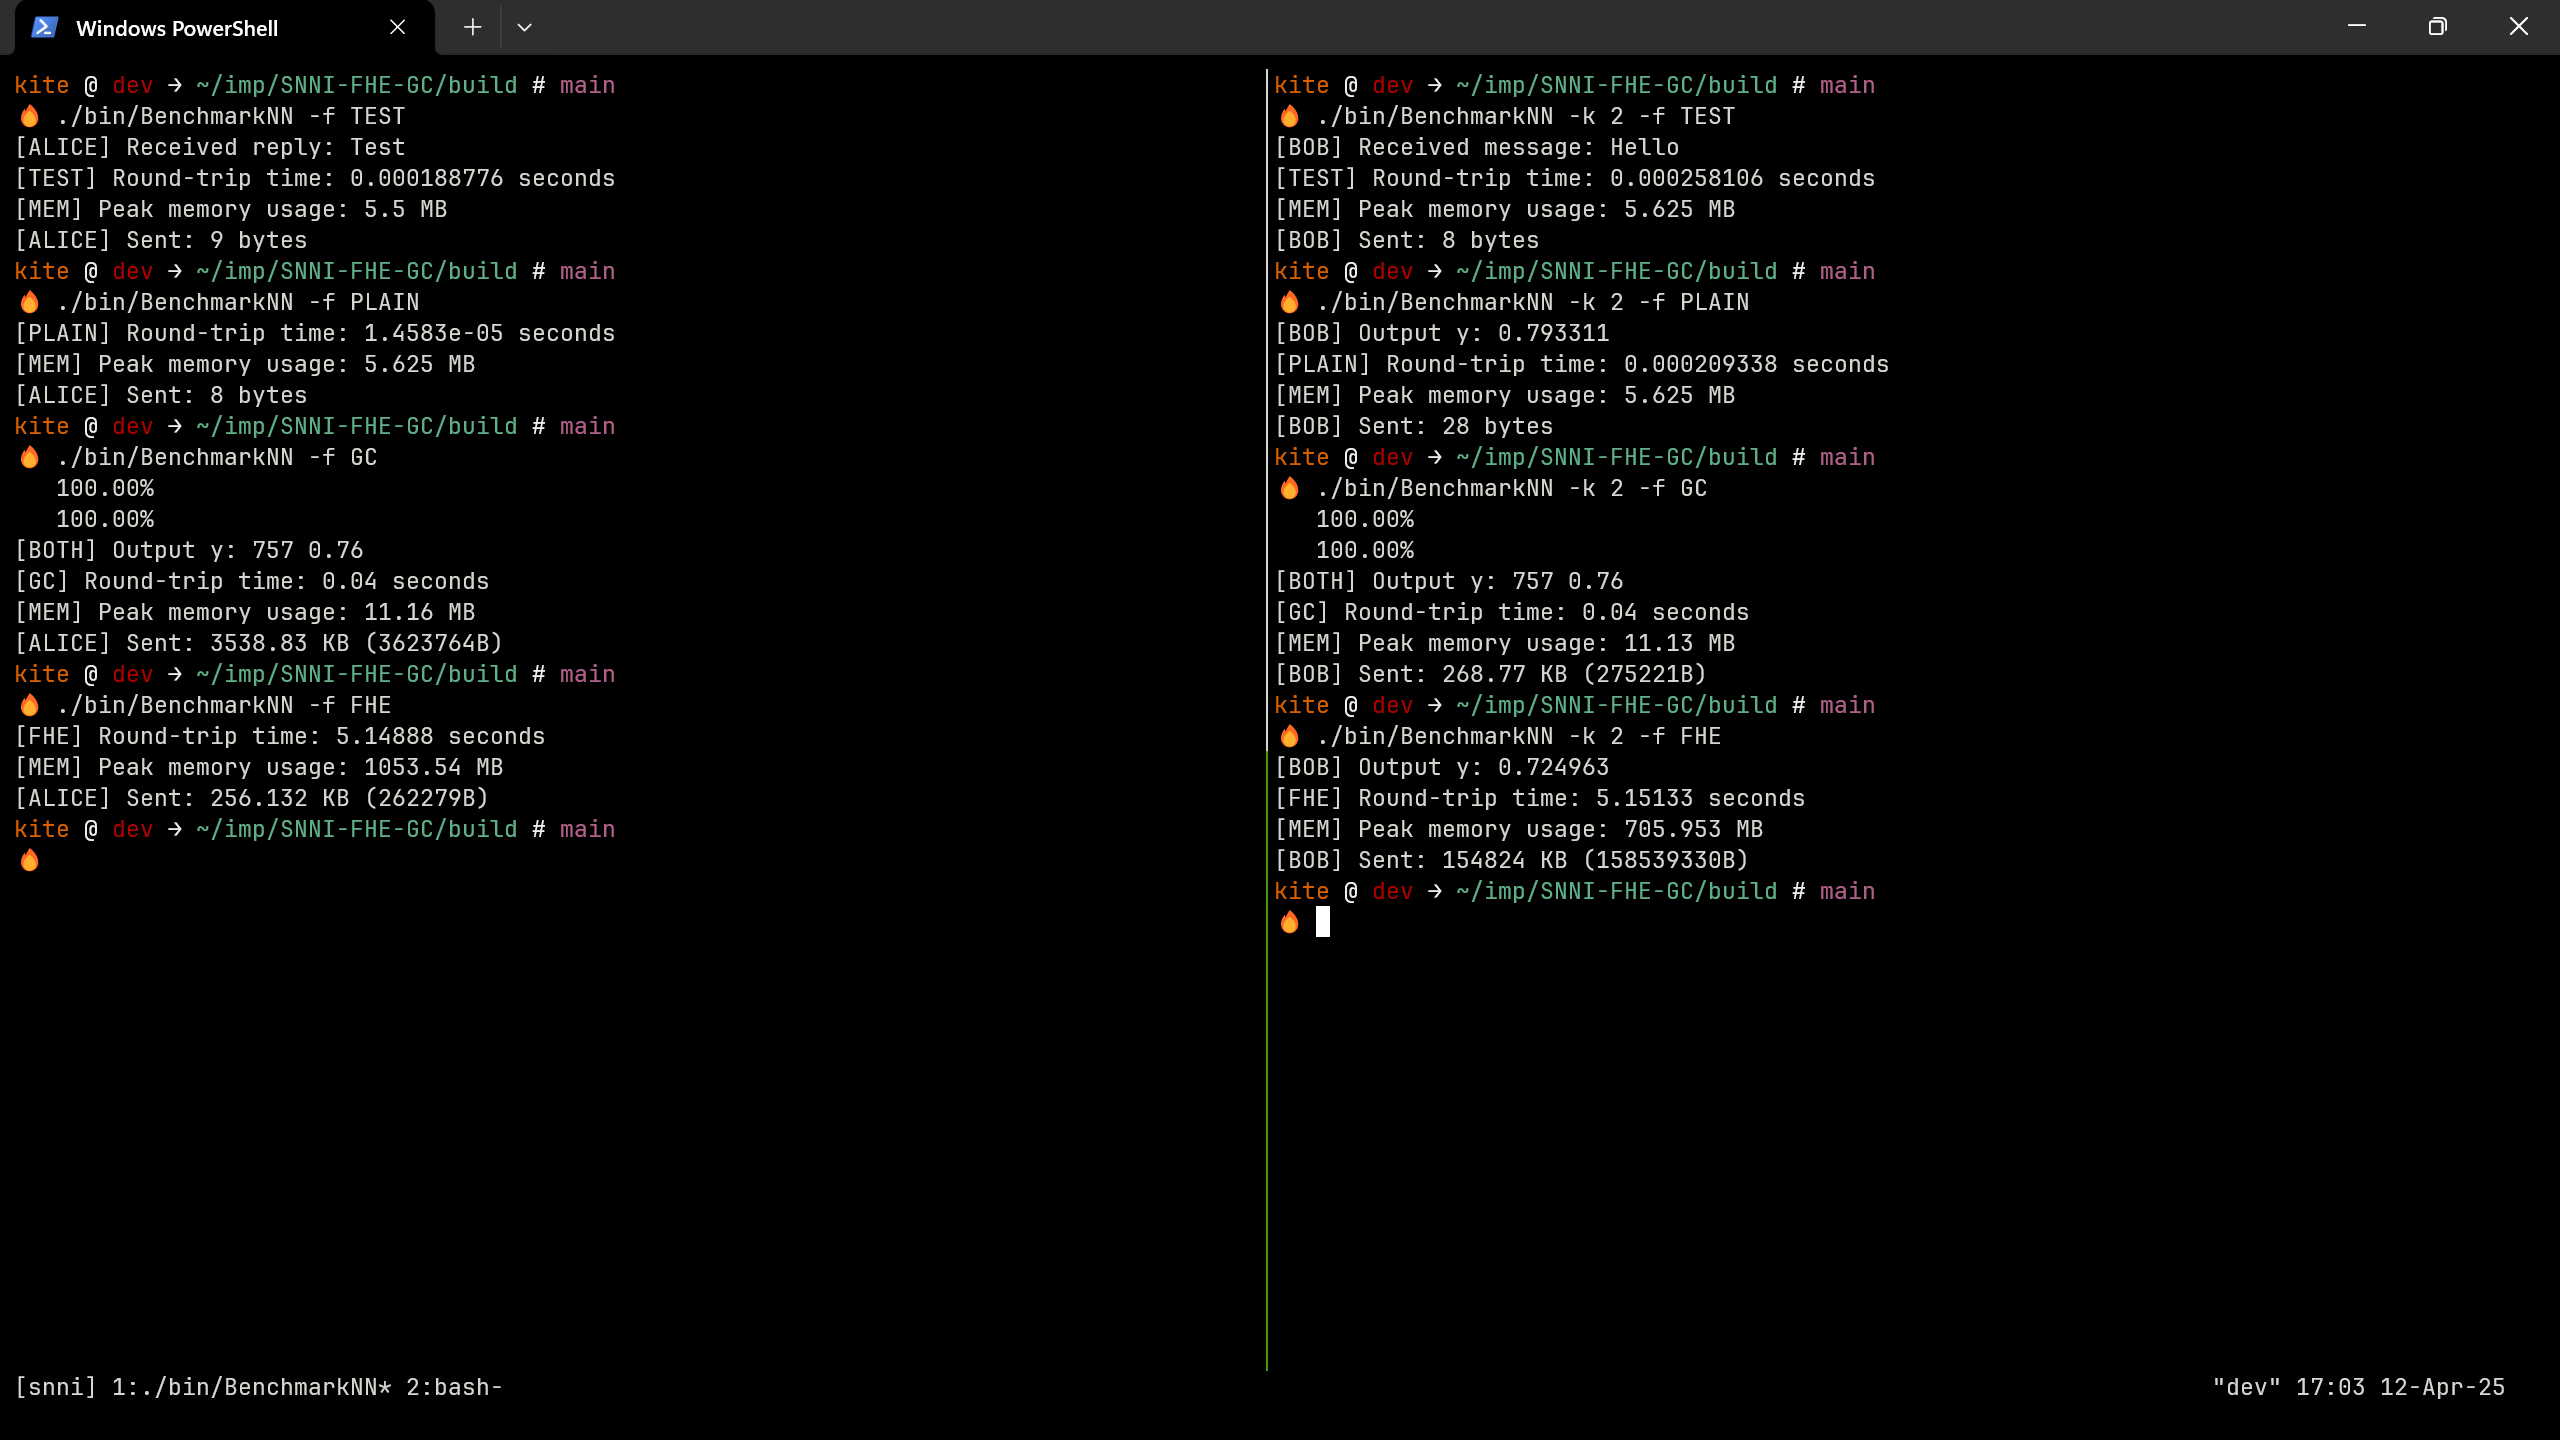 Windows PowerShell
kite @ dev → ~/imp/SNNI-FHE-GC/build # main
🔥 ./bin/BenchmarkNN -f TEST
[ALICE] Received reply: Test
[TEST] Round-trip time: 0.000188776 seconds
[MEM] Peak memory usage: 5.5 MB
[ALICE] Sent: 9 bytes
kite @ dev → ~/imp/SNNI-FHE-GC/build # main
🔥 ./bin/BenchmarkNN -f PLAIN
[PLAIN] Round-trip time: 1.4583e-05 seconds
[MEM] Peak memory usage: 5.625 MB
[ALICE] Sent: 8 bytes
kite @ dev → ~/imp/SNNI-FHE-GC/build # main
🔥 ./bin/BenchmarkNN -f GC
100.00%
100.00%
[BOTH] Output y: 757 0.76
[GC] Round-trip time: 0.04 seconds
[MEM] Peak memory usage: 11.16 MB
[ALICE] Sent: 3538.83 KB (3623764B)
kite @ dev → ~/imp/SNNI-FHE-GC/build # main
🔥 ./bin/BenchmarkNN -f FHE
[FHE] Round-trip time: 5.14888 seconds
[MEM] Peak memory usage: 1053.54 MB
[ALICE] Sent: 256.132 KB (262279B)
kite @ dev → ~/imp/SNNI-FHE-GC/build # main
🔥
kite @ dev → ~/imp/SNNI-FHE-GC/build # main
🔥 ./bin/BenchmarkNN -k 2 -f TEST
[BOB] Received message: Hello
[TEST] Round-trip time: 0.000258106 seconds
[MEM] Peak memory usage: 5.625 MB
[BOB] Sent: 8 bytes
kite @ dev → ~/imp/SNNI-FHE-GC/build # main
🔥 ./bin/BenchmarkNN -k 2 -f PLAIN
[BOB] Output y: 0.793311
[PLAIN] Round-trip time: 0.000209338 seconds
[MEM] Peak memory usage: 5.625 MB
[BOB] Sent: 28 bytes
kite @ dev → ~/imp/SNNI-FHE-GC/build # main
🔥 ./bin/BenchmarkNN -k 2 -f GC
100.00%
100.00%
[BOTH] Output y: 757 0.76
[GC] Round-trip time: 0.04 seconds
[MEM] Peak memory usage: 11.13 MB
[BOB] Sent: 268.77 KB (275221B)
kite @ dev → ~/imp/SNNI-FHE-GC/build # main
🔥 ./bin/BenchmarkNN -k 2 -f FHE
[BOB] Output y: 0.724963
[FHE] Round-trip time: 5.15133 seconds
[MEM] Peak memory usage: 705.953 MB
[BOB] Sent: 154824 KB (158539330B)
kite @ dev → ~/imp/SNNI-FHE-GC/build # main
🔥
[snni] 1:./bin/BenchmarkNN* 2:bash-
"dev" 17:03 12-Apr-25